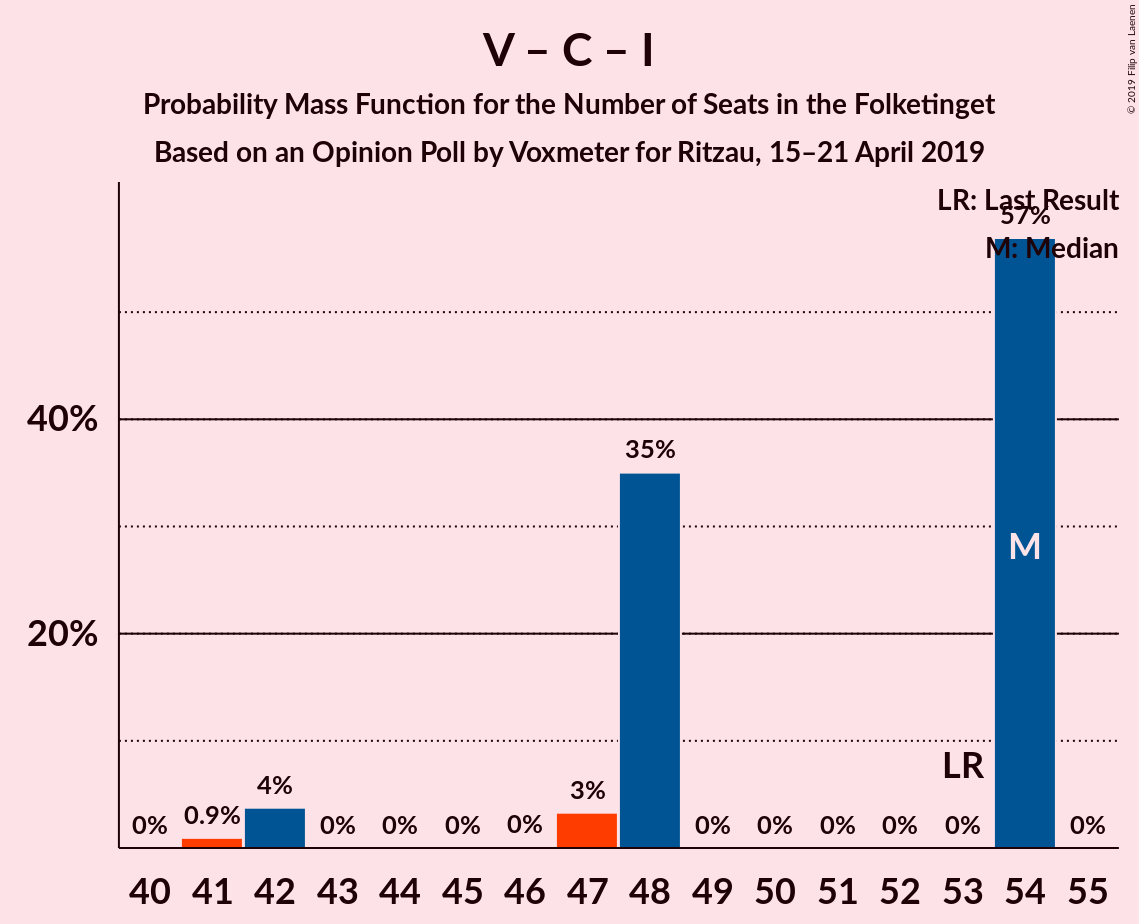 V – C – I
Probability Mass Function for the Number of Seats in the Folketinget
Based on an Opinion Poll by Voxmeter for Ritzau, 15–21 April 2019
© 2019 Filip van Laenen
LR: Last Result
M: Median
57%
40%
35%
M
20%
LR
4%
3%
0% 0.9% 0% 0% 0% 0% 0% 0% 0% 0% 0% 0%
40 41 42 43 44 45 46 47 48 49 50 51 52 53 54 55